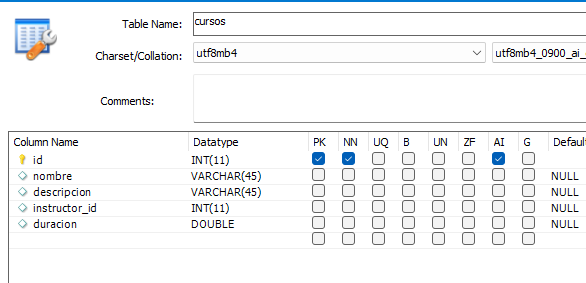 Table Name: cursos
Charset/Collation: utf8mb4 utf8mb4_0900_ai_
Comments:
Column Name Datatype PK NN UQ B UN ZF AI G Default
id INT(11)
nombre VARCHAR(45) NULL
descripcion VARCHAR(45) NULL
instructor_id INT(11) NULL
duracion DOUBLE NULL